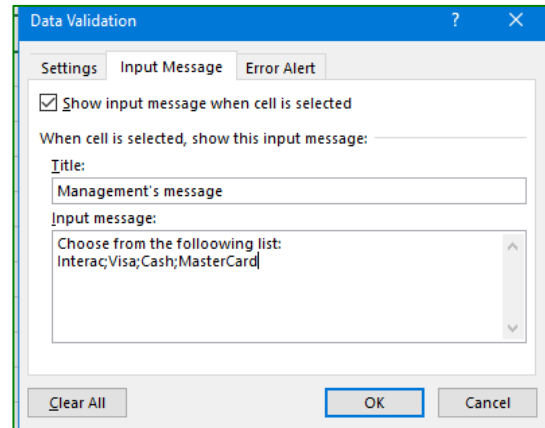 Data Validation ? ×
Settings Input Message Error Alert
Show input message when cell is selected
When cell is selected, show this input message:
Title:
Management's message
Input message:
Choose from the folloowing list:
Interac;Visa;Cash;MasterCard
Clear All OK Cancel